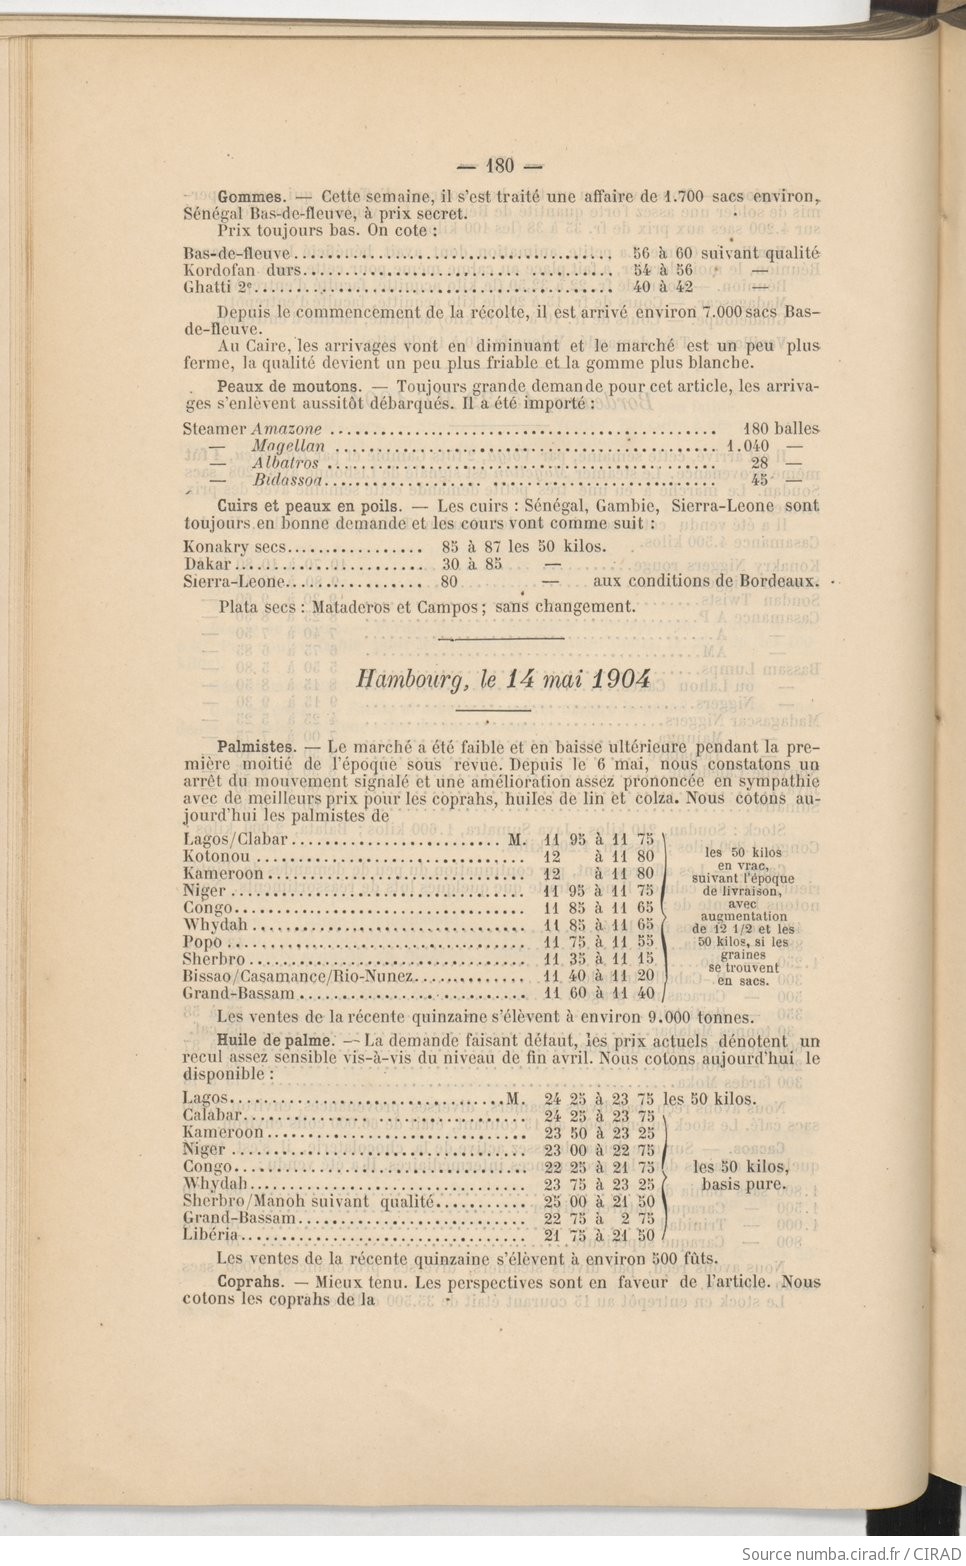 — 180 —
Gommes. — Cette semaine, il s'est traité une affaire de 1.700 sacs environ,
Sénégal Bas-de-fleuve, à prix secret.
Prix toujours bas. On cote :
Bas-de-fleuve ...................................... 56 à 60 suivant qualité
Kordofan durs.......................... .......... 54 à 56 —
Ghatti 2e........................................... 40 à 42 —
Depuis le commencement de la récolte, il est arrivé environ 7.000 sacs Bas-
de-fleuve.
Au Caire, les arrivages vont en diminuant et le marché est un peu plus
ferme, la qualité devient un peu plus friable et la gomme plus blanche.
Peaux de moutons. — Toujours grande demande pour cet article, les arriva-
ges s'enlèvent aussitôt débarqués. Il a été importé :
Steamer Amazone .............................................. 180 balles
— Magellan ............................................. 1.040 —
— Albatros .............................................. 28 —
— Bidassoa................... .......................... 45 —
Cuirs et peaux en poils. — Les cuirs : Sénégal, Gambie, Sierra-Leone sont
toujours en bonne demande et les cours vont comme suit :
Konakry secs................. 85 à 87 les 50 kilos.
Dakar....................... 30 à 85 —
Sierra-Leone................. 80 — aux conditions de Bordeaux.
Plata secs : Mataderos et Campos ; sans changement.
Hambourg, le 14 mai 1904
Palmistes. — Le marché a été faible et en baisse ultérieure pendant la pre-
mière moitié de l'époque sous revue. Depuis le 6 mai, nous constatons un
arrêt du mouvement signalé et une amélioration assez prononcée en sympathie
avec de meilleurs prix pour les coprahs, huiles de lin et colza. Nous cotons au-
jourd'hui les palmistes de
Lagos/Clabar......................... M. 11 95 à 11 75
Kotonou ................................ 12 à 11 80
Kameroon............................... 12 à 11 80
Niger ................................... 11 95 à 11 75
Congo................................... 11 85 à 11 65
Whydah ................................. 11 85 à 11 65
Popo .................................... 11 75 à 11 55
Sherbro ................................. 11 35 à 11 15
Bissao/Casamance/Rio-Nunez............. 11 40 à 11 20
Grand-Bassam ........................... 11 60 à 11 40
les 50 kilos
en vrac,
suivant l'époque
de livraison,
avec
augmentation
de 12 1/2 et les
50 kilos, si les
graines
se trouvent
en sacs.
Les ventes de la récente quinzaine s'élèvent à environ 9.000 tonnes.
Huile de palme. — La demande faisant défaut, les prix actuels dénotent un
recul assez sensible vis-à-vis du niveau de fin avril. Nous cotons aujourd'hui le
disponible :
Lagos.................................M. 24 25 à 23 75 les 50 kilos.
Calabar.................................. 24 25 à 23 75
Kameroon............................... 23 50 à 23 25
Niger ................................... 23 00 à 22 75
Congo................................... 22 25 à 21 75
Whydah................................. 23 75 à 23 25
Sherbro/Manoh suivant qualité........... 25 00 à 21 50
Grand-Bassam........................... 22 75 à 2 75
Libéria.................................. 21 75 à 21 50
les 50 kilos,
basis pure.
Les ventes de la récente quinzaine s'élèvent à environ 500 fûts.
Coprahs. — Mieux tenu. Les perspectives sont en faveur de l'article. Nous
cotons les coprahs de la
Source numba.cirad.fr / CIRAD